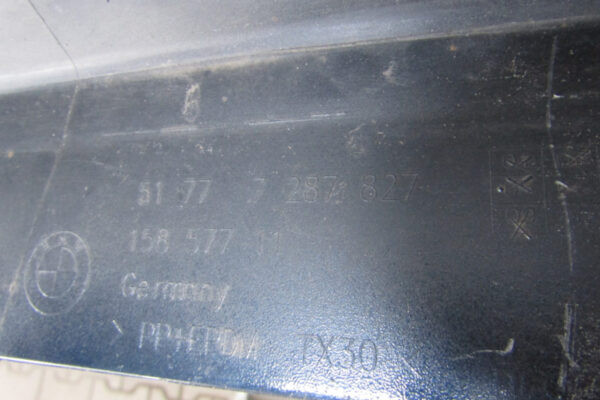 51 77 7 287 827
158 577 11
Germany
> PP+EPDM TX30